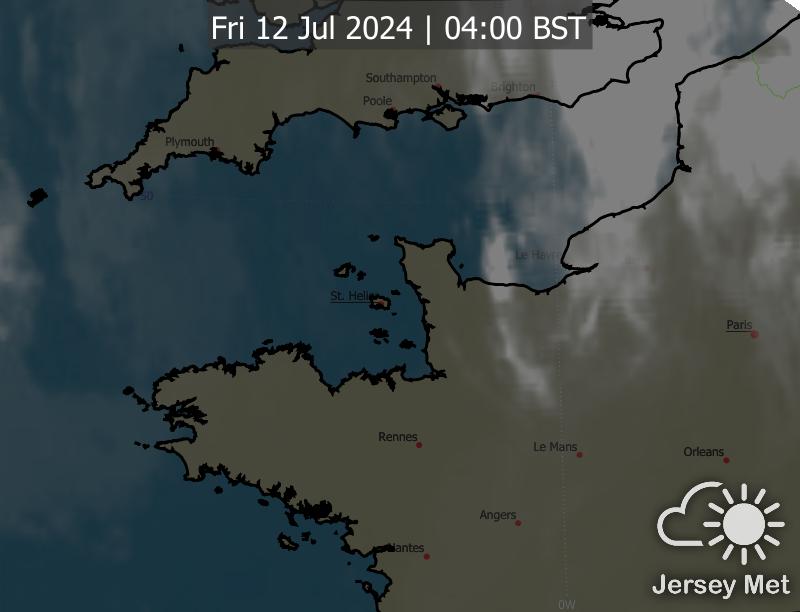 Fri 12 Jul 2024 | 04:00 BST
Southampton
Brighton
Poole
Plymouth
50
Le Havre
St. Helier
Paris
Rennes
Le Mans
Orleans
Angers
Nantes
Jersey Met
0W